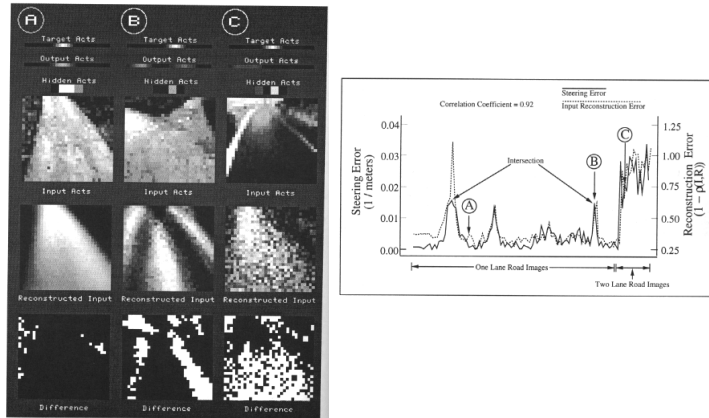 A B C
Target Acts Target Acts Target Acts
Output Acts Output Acts Output Acts
Hidden Acts Hidden Acts Hidden Acts
Input Acts Input Acts Input Acts
Reconstructed Input Reconstructed Input Reconstructed Input
Difference Difference Difference
Steering Error
Input Reconstruction Error
Correlation Coefficient = 0.92
0.04
0.03
0.02
0.01
0.00
Steering Error
(1 / meters)
Intersection
A
B
C
1.25
1.00
0.75
0.50
0.25
Reconstruction Error
(1 − ρ(I,R))
One Lane Road Images
Two Lane Road Images